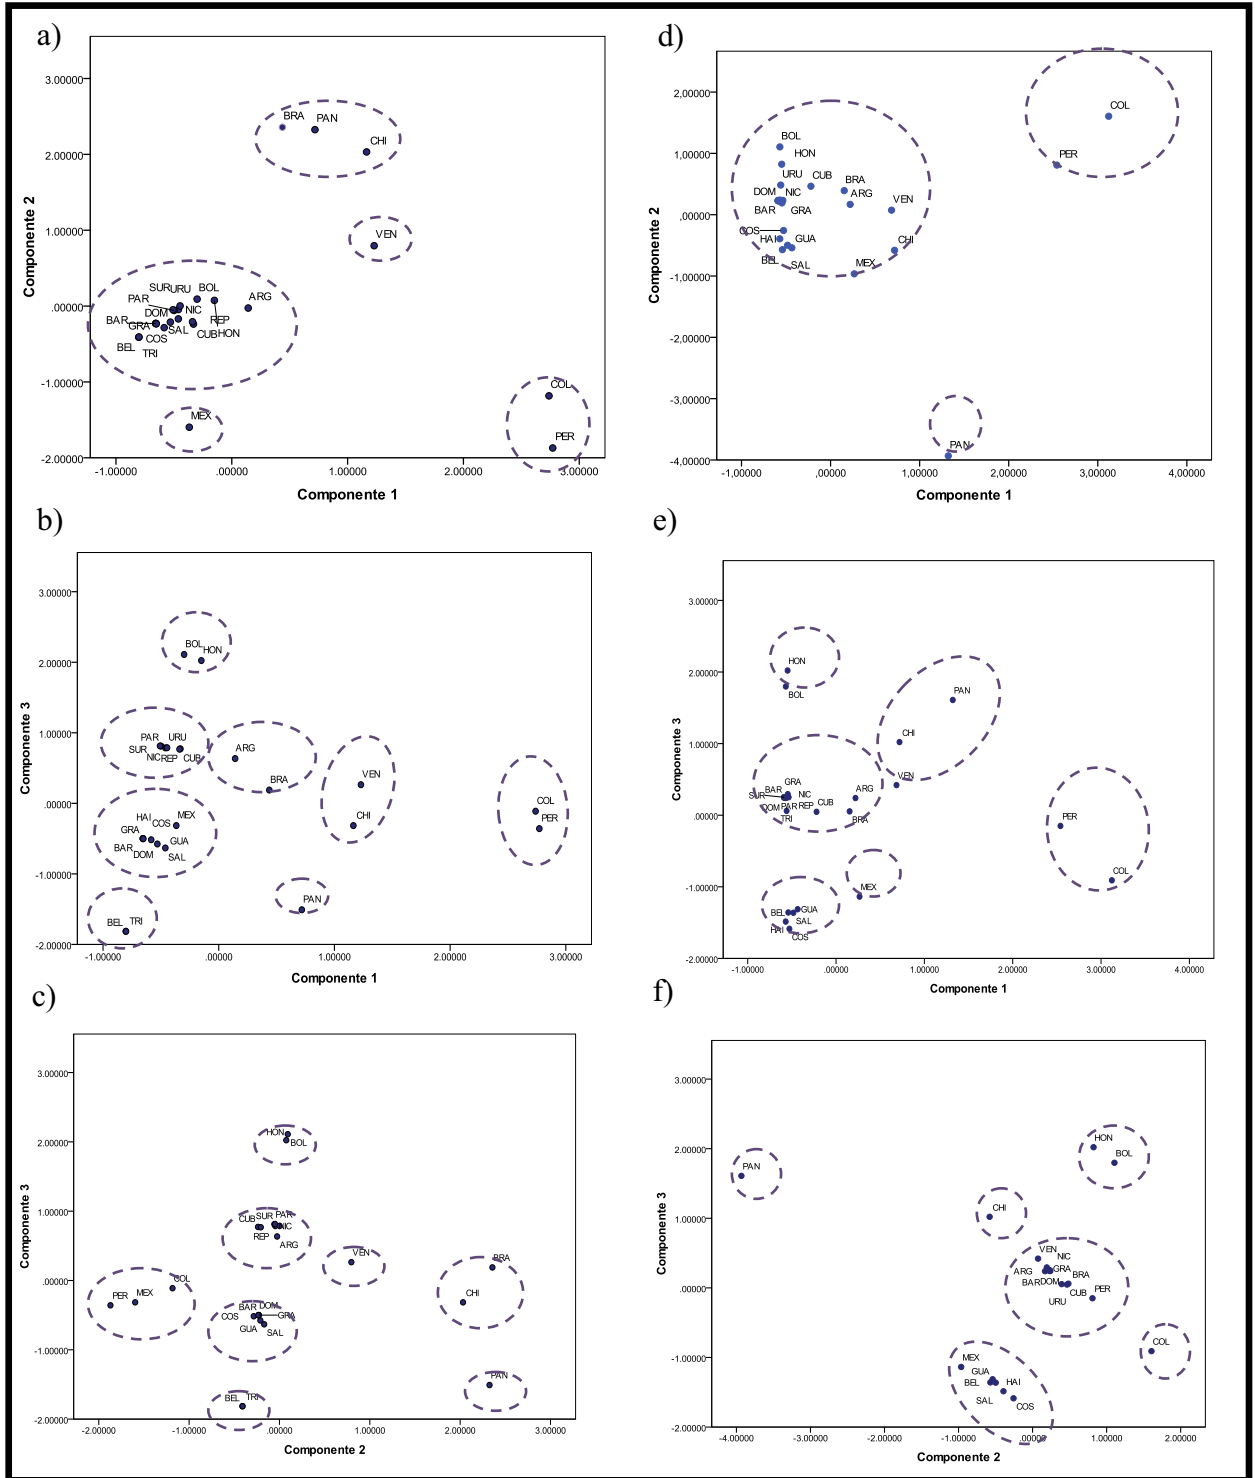 a)
3.00000
2.00000
1.00000
.00000
-1.00000
-2.00000
Componente 2
BRA
PAN
CHI
VEN
SUR URU BOL
PAR
ARG
DOM NIC
BAR REP
GRA
COS SAL CUB HON
BEL TRI
MEX
COL
PER
-1.00000 .00000 1.00000 2.00000 3.00000
Componente 1
d)
2,00000
1,00000
,00000
-1,00000
-2,00000
-3,00000
-4,00000
Componente 2
COL
PER
BOL
HON
URU CUB BRA
DOM NIC ARG
VEN
BAR GRA
COS
HAI GUA CHI
BEL SAL MEX
PAN
-1,00000 ,00000 1,00000 2,00000 3,00000 4,00000
Componente 1
b)
3.00000
2.00000
1.00000
.00000
-1.00000
-2.00000
Componente 3
BOL
HON
PAR URU
SUR
NIC REP CUB
ARG
BRA
VEN
CHI
COL
PER
HAI MEX
COS
GRA
GUA
BAR
DOM SAL
PAN
BEL TRI
-1.00000 .00000 1.00000 2.00000 3.00000
Componente 1
e)
3.00000
2.00000
1.00000
.00000
-1.00000
-2.00000
Componente 3
HON
BOL
PAN
CHI
VEN
GRA
BAR NIC ARG
SUR
DOM PAR REP CUB
TRI BRA
PER
COL
MEX
BEL GUA
SAL
HAI
COS
-1.00000 .00000 1.00000 2.00000 3.00000 4.00000
Componente 1
c)
3.00000
2.00000
1.00000
.00000
-1.00000
-2.00000
Componente 3
HON
BOL
CUB SUR PAR
NIC
REP ARG
VEN
BRA
CHI
COL
PER MEX
BAR DOM
COS GRA
GUA SAL
PAN
BEL TRI
-2.00000 -1.00000 .00000 1.00000 2.00000 3.00000
Componente 2
f)
3.00000
2.00000
1.00000
.00000
-1.00000
-2.00000
Componente 3
HON
BOL
PAN
CHI
VEN
NIC
ARG GRA
BAR DOM BRA
CUB PER
URU
COL
MEX
GUA
BEL HAI
SAL COS
-4.00000 -3.00000 -2.00000 -1.00000 .00000 1.00000 2.00000
Componente 2